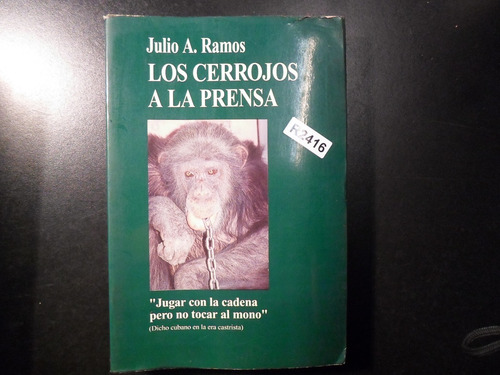 Julio A. Ramos
LOS CERROJOS
A LA PRENSA
R2416
"Jugar con la cadena
pero no tocar al mono"
(Dicho cubano en la era castrista)